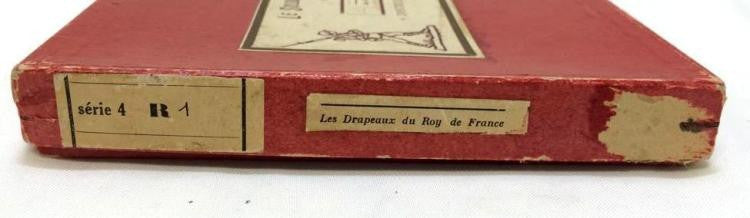 série 4 R 1
Les Drapeaux du Roy de France